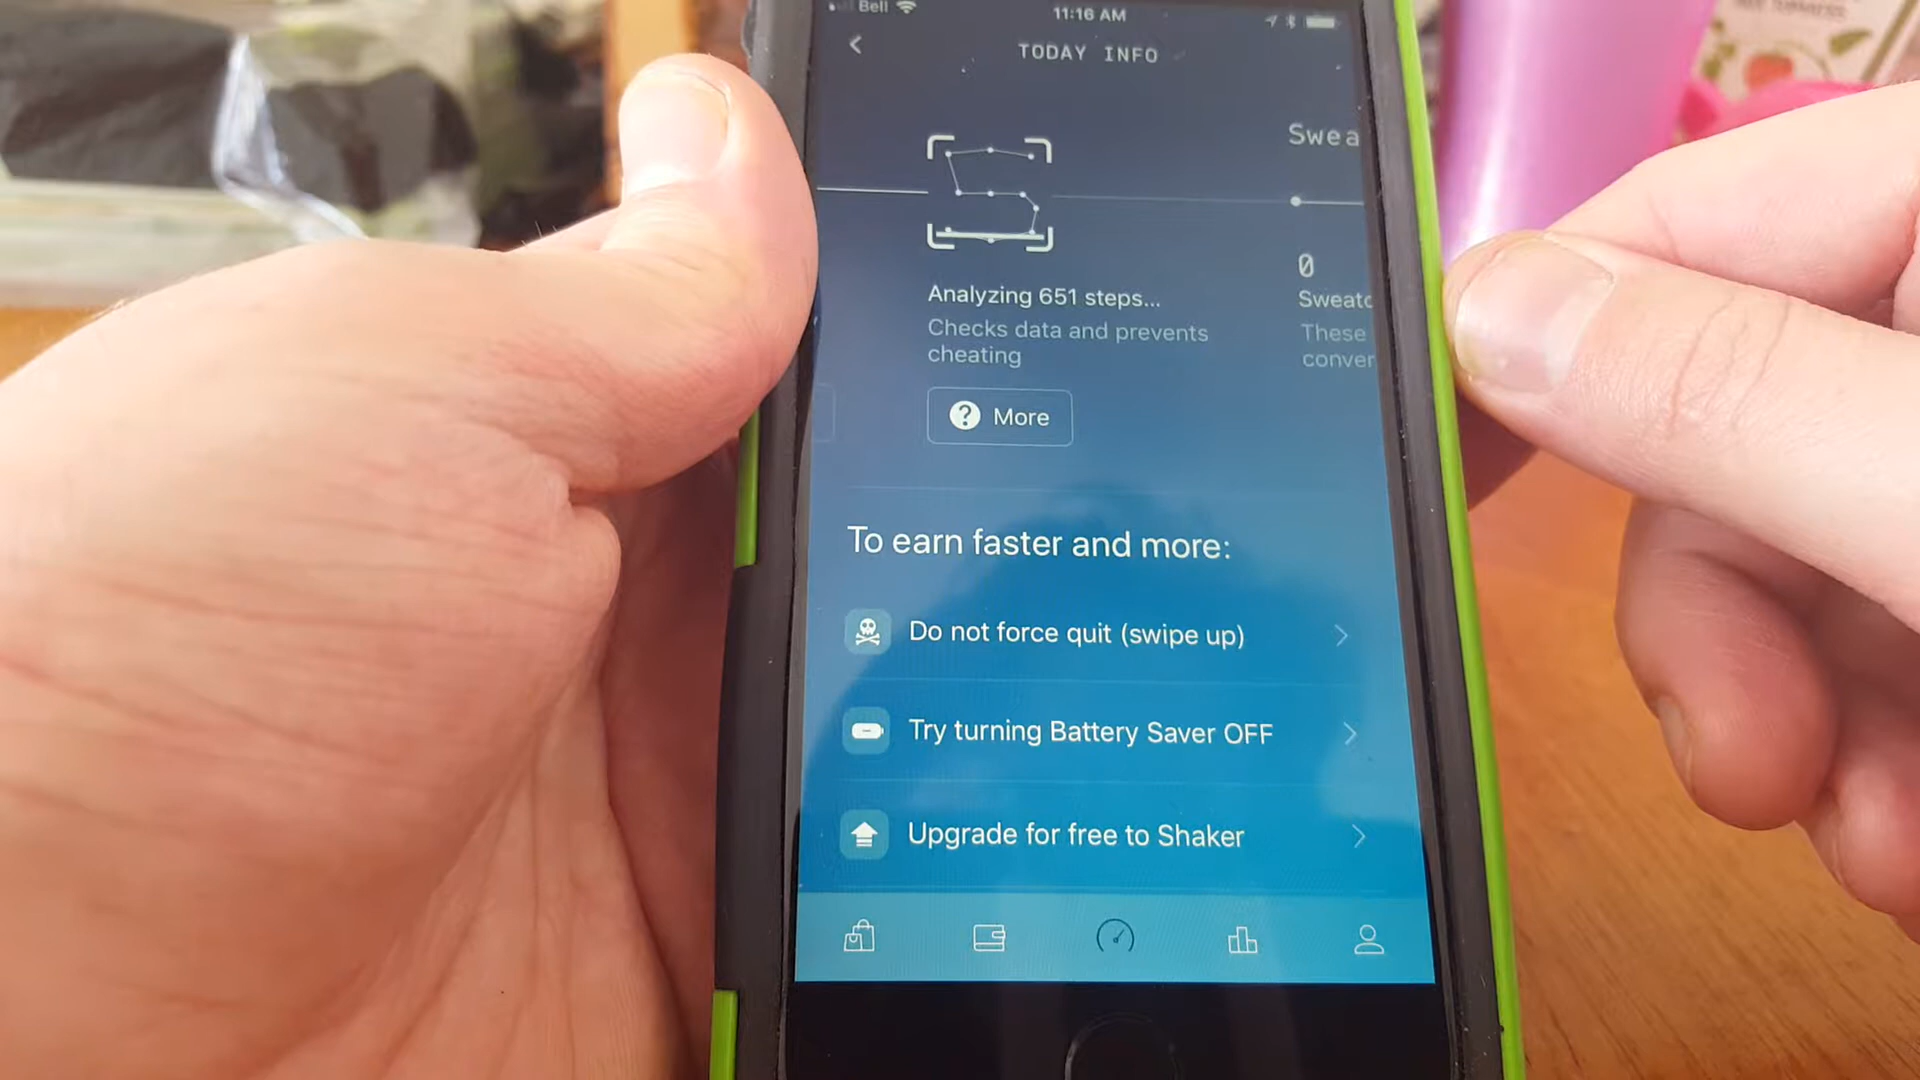 Bell
11:16 AM
TODAY INFO
Swea
Analyzing 651 steps...
Checks data and prevents
cheating
More
0
Sweatc
These
conver
To earn faster and more:
Do not force quit (swipe up)
Try turning Battery Saver OFF
Upgrade for free to Shaker